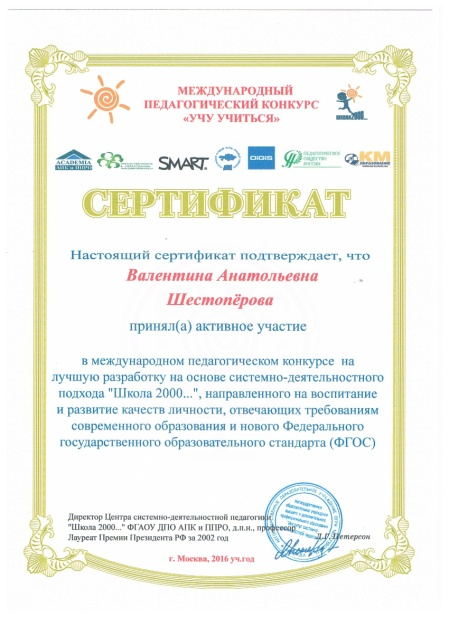 МЕЖДУНАРОДНЫЙ
ПЕДАГОГИЧЕСКИЙ КОНКУРС
«УЧУ УЧИТЬСЯ»
ШКОЛА2000...
ACADEMIA
АПК и ППРО
SMART
DIGIS
ПЕДАГОГИЧЕСКОЕ
ОБЩЕСТВО
РОССИИ
КМ
ОБРАЗОВАНИЕ
СЕРТИФИКАТ
Настоящий сертификат подтверждает, что
Валентина Анатольевна
Шестопёрова
принял(а) активное участие
в международном педагогическом конкурсе на
лучшую разработку на основе системно-деятельностного
подхода "Школа 2000...", направленного на воспитание
и развитие качеств личности, отвечающих требованиям
современного образования и нового Федерального
государственного образовательного стандарта (ФГОС)
Директор Центра системно-деятельностной педагогики
"Школа 2000..." ФГАОУ ДПО АПК и ППРО, д.п.н., профессор
Лауреат Премии Президента РФ за 2002 год
Л.Г. Петерсон
г. Москва, 2016 уч.год